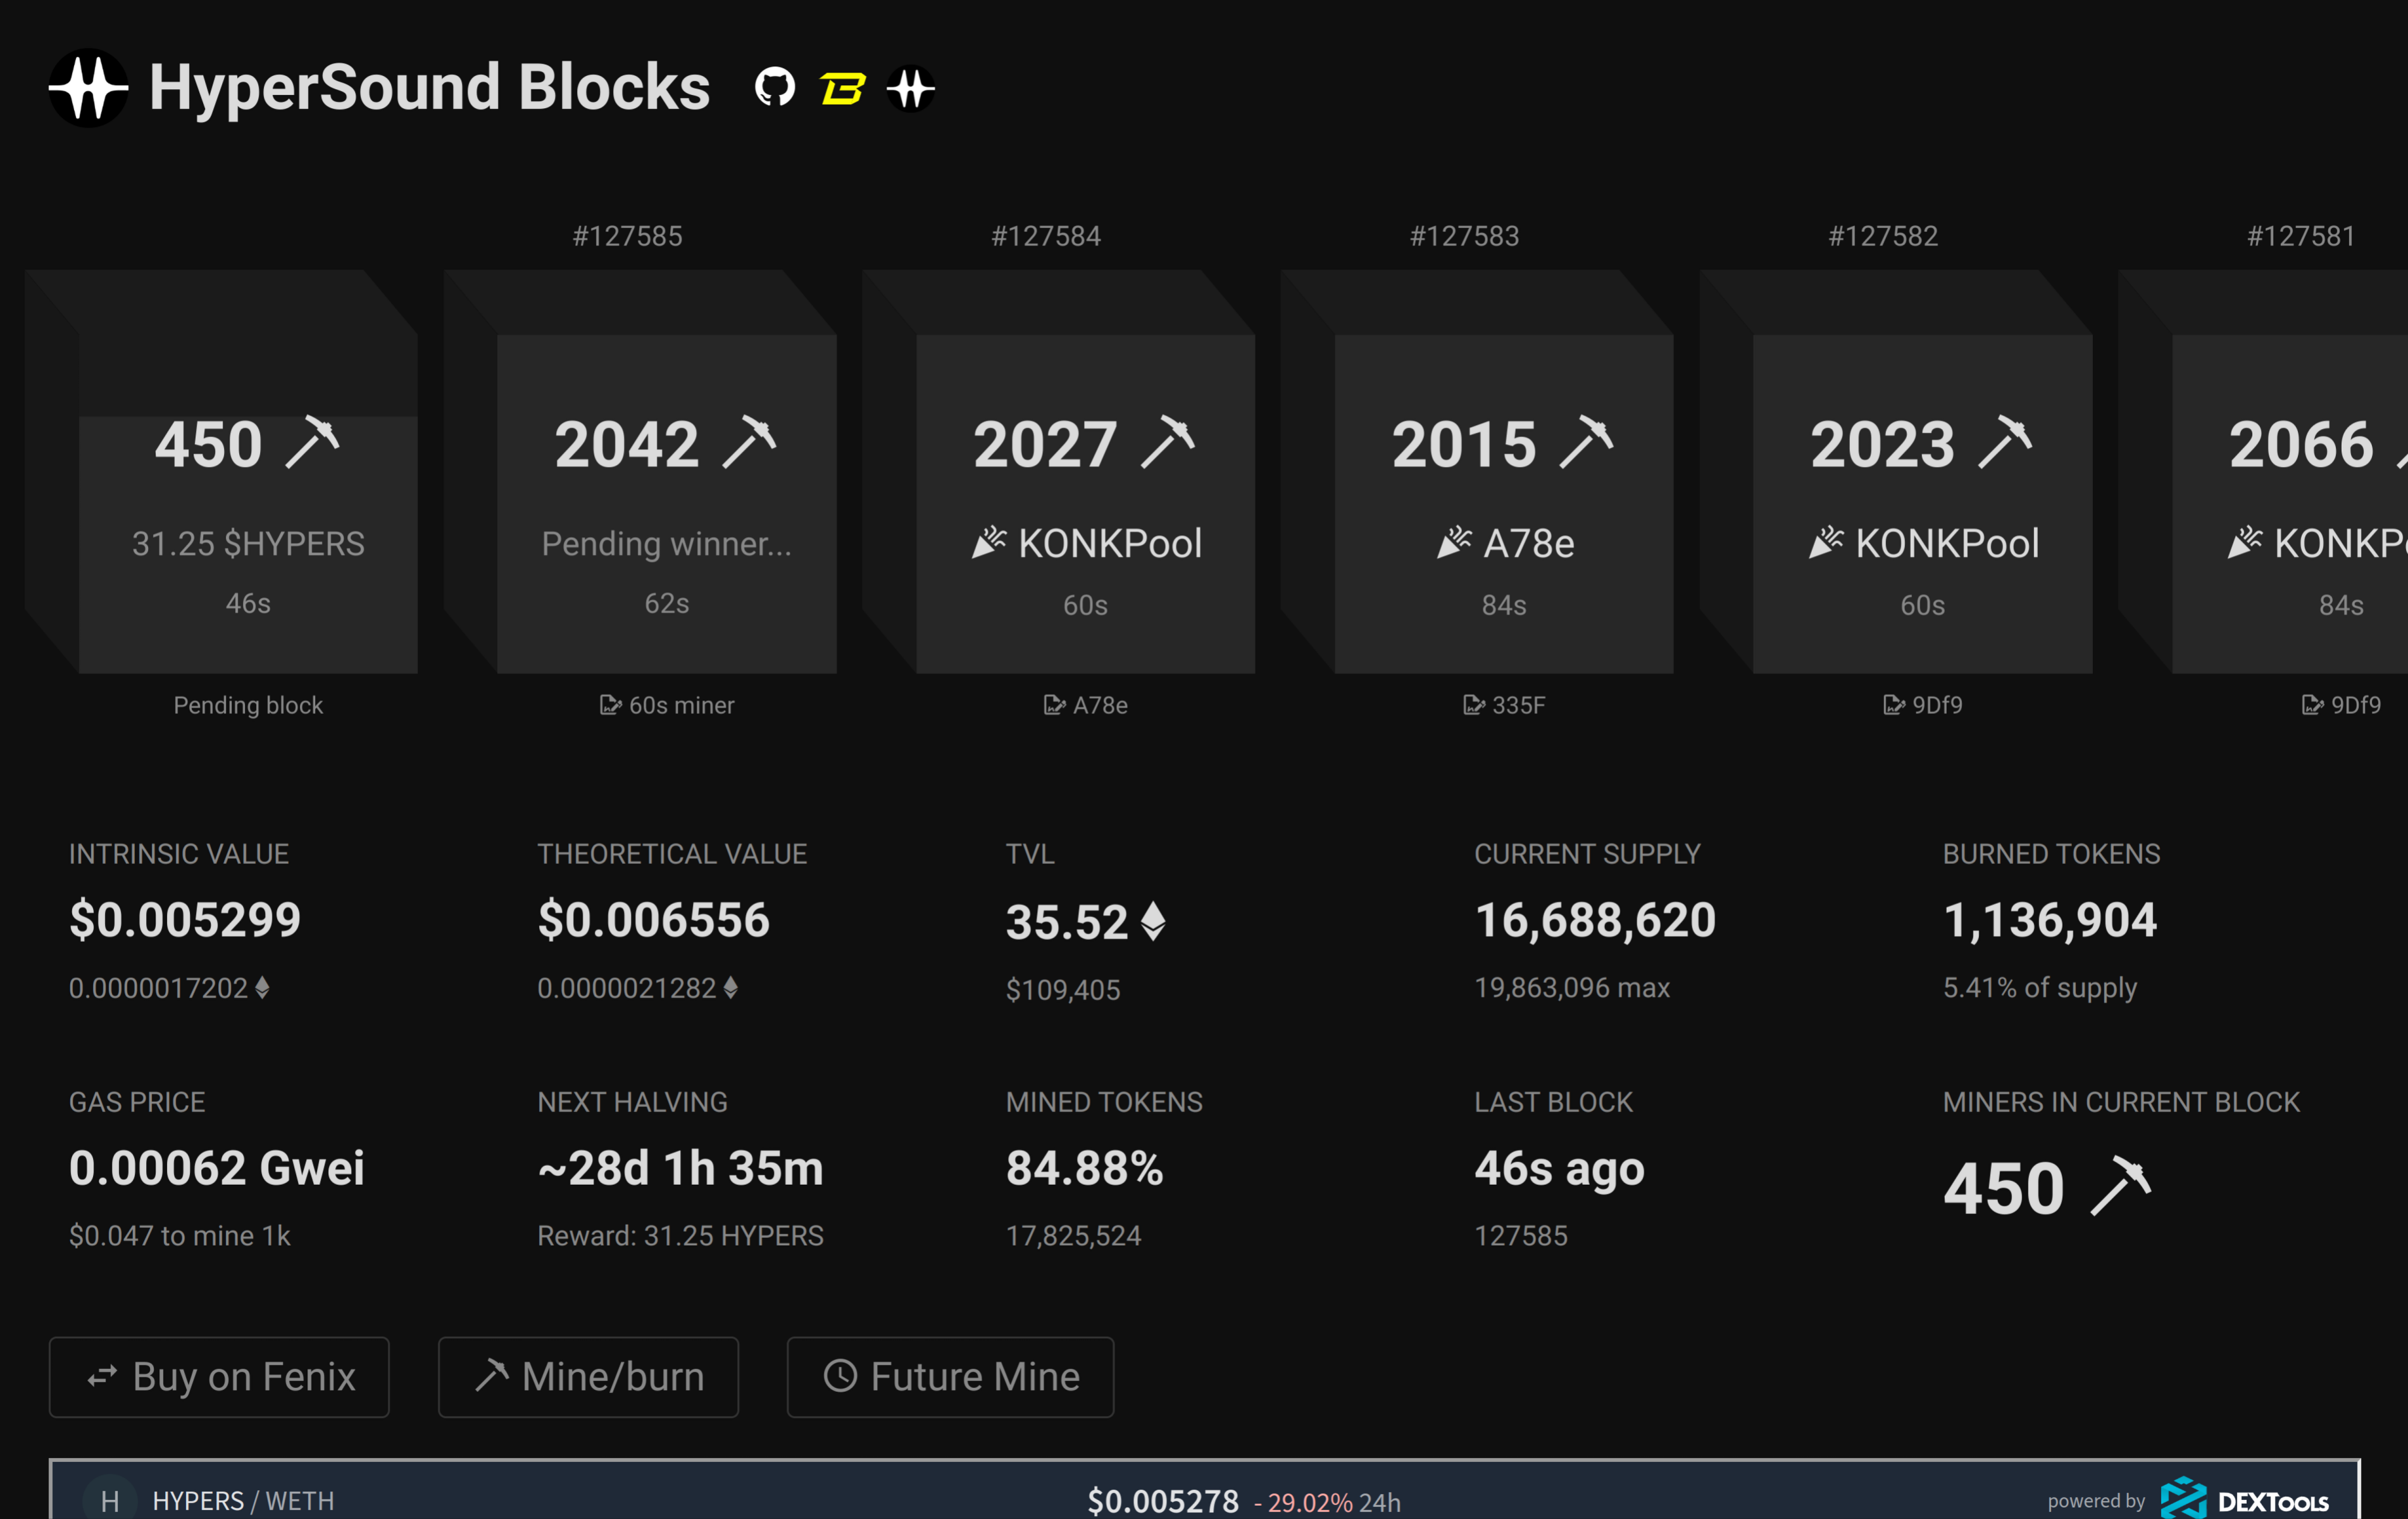 HyperSound Blocks
#127585 #127584 #127583 #127582 #127581
450 2042 2027 2015 2023 2066
31.25 $HYPERS Pending winner... KONKPool A78e KONKPool KONKP
46s 62s 60s 84s 60s 84s
Pending block 60s miner A78e 335F 9Df9 9Df9
INTRINSIC VALUE THEORETICAL VALUE TVL CURRENT SUPPLY BURNED TOKENS
$0.005299 $0.006556 35.52 16,688,620 1,136,904
0.0000017202 0.0000021282 $109,405 19,863,096 max 5.41% of supply
GAS PRICE NEXT HALVING MINED TOKENS LAST BLOCK MINERS IN CURRENT BLOCK
0.00062 Gwei ~28d 1h 35m 84.88% 46s ago 450
$0.047 to mine 1k Reward: 31.25 HYPERS 17,825,524 127585
Buy on Fenix Mine/burn Future Mine
H HYPERS / WETH $0.005278 - 29.02% 24h powered by DEXTools